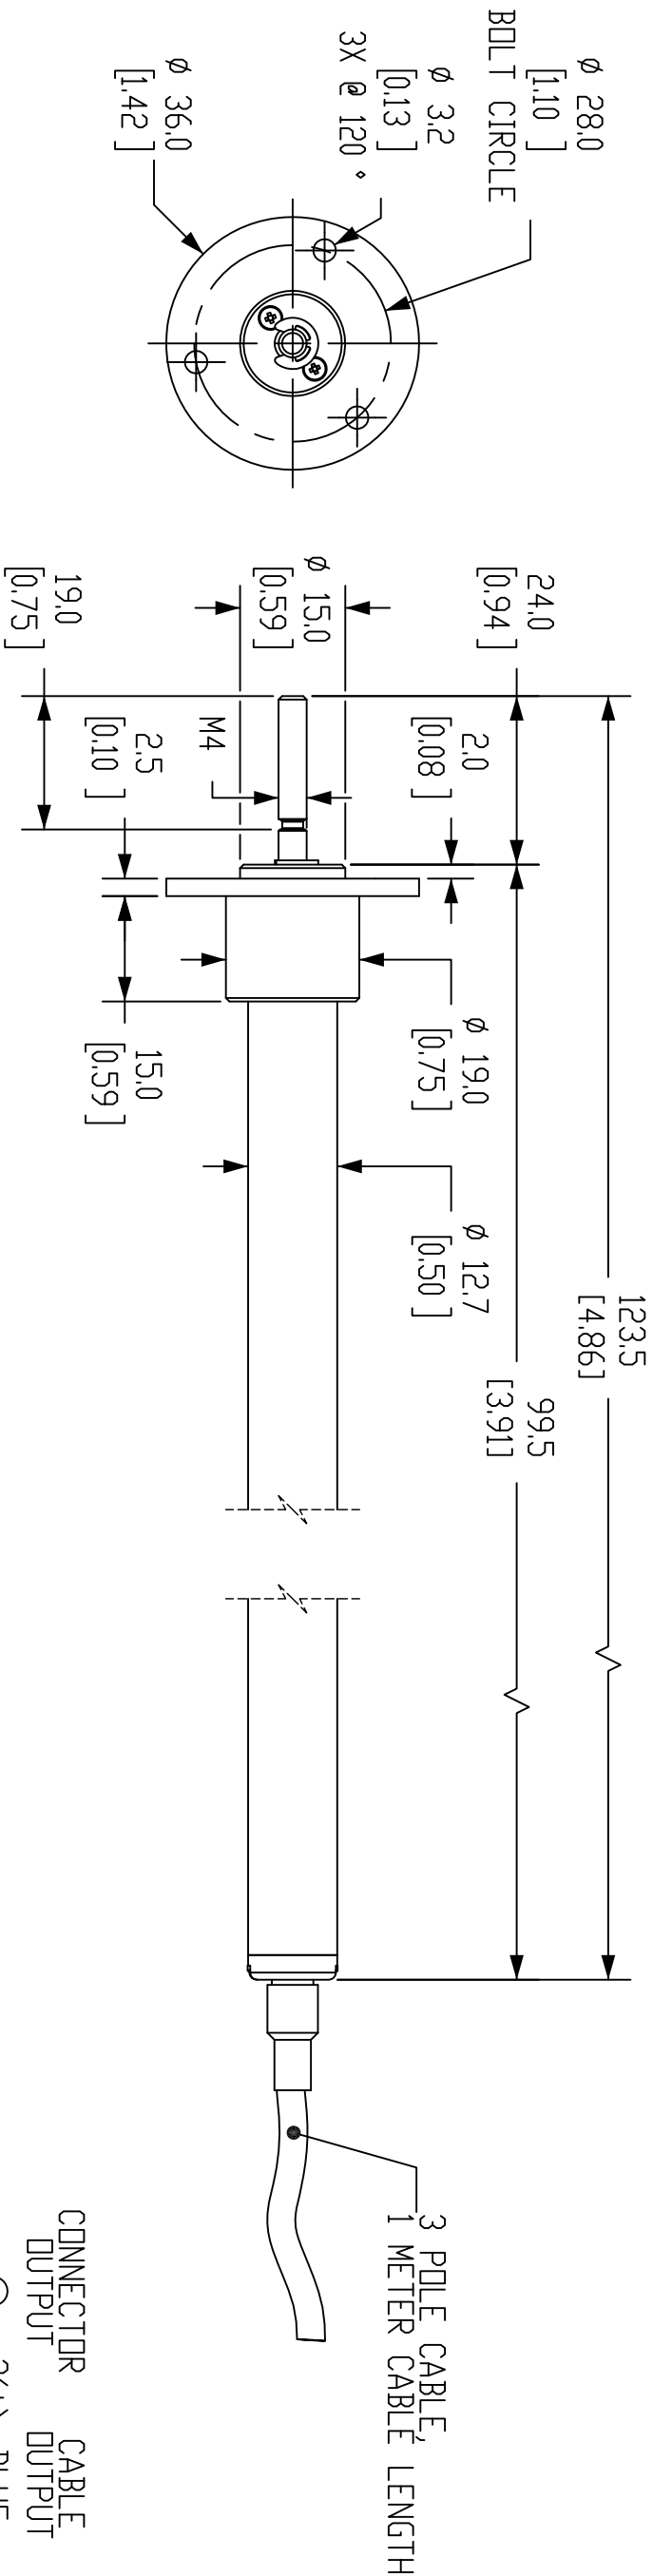 Ø 28.0
[1.10 ]
BOLT CIRCLE
Ø 3.2
[0.13 ]
3X @ 120 °
Ø 36.0
[1.42 ]
123.5
[4.86]
24.0
[0.94 ]
99.5
[3.91]
2.0
[0.08 ]
Ø 19.0
[0.75 ]
Ø 12.7
[0.50 ]
Ø 15.0
[0.59 ]
M4
2.5
[0.10 ]
15.0
[0.59 ]
19.0
[0.75 ]
3 POLE CABLE,
1 METER CABLE LENGTH
CONNECTOR CABLE
OUTPUT OUTPUT